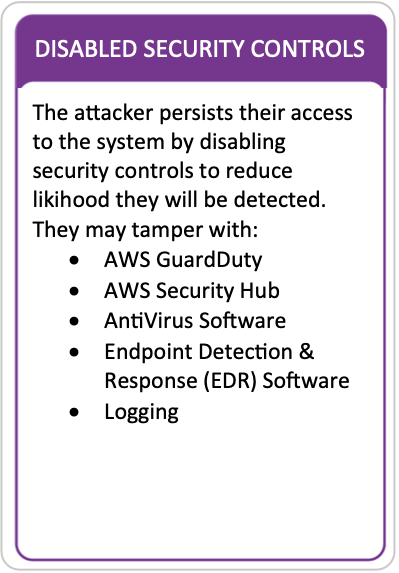 DISABLED SECURITY CONTROLS
The attacker persists their access
to the system by disabling
security controls to reduce
likihood they will be detected.
They may tamper with:
• AWS GuardDuty
• AWS Security Hub
• AntiVirus Software
• Endpoint Detection &
Response (EDR) Software
• Logging